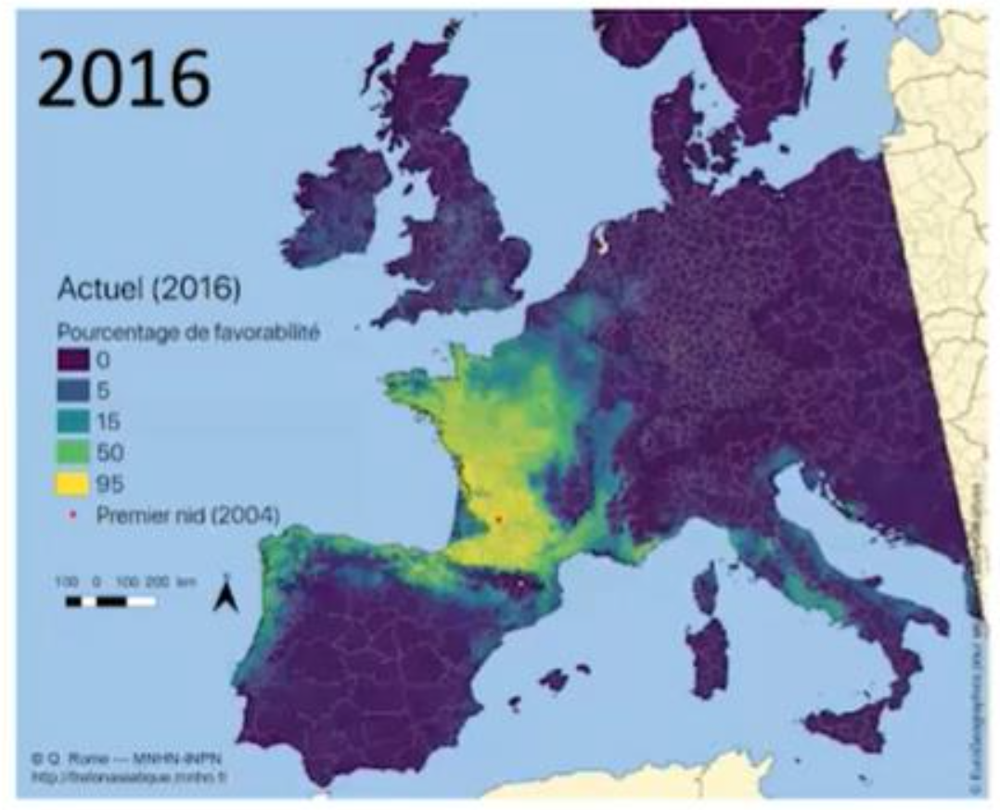 2016
Actuel (2016)
Pourcentage de favorabilité
0
5
15
50
95
Premier nid (2004)
100 0 100 200 km
© Q. Rome — MNHN-INPN
http://frelonasiatique.mnhn.fr